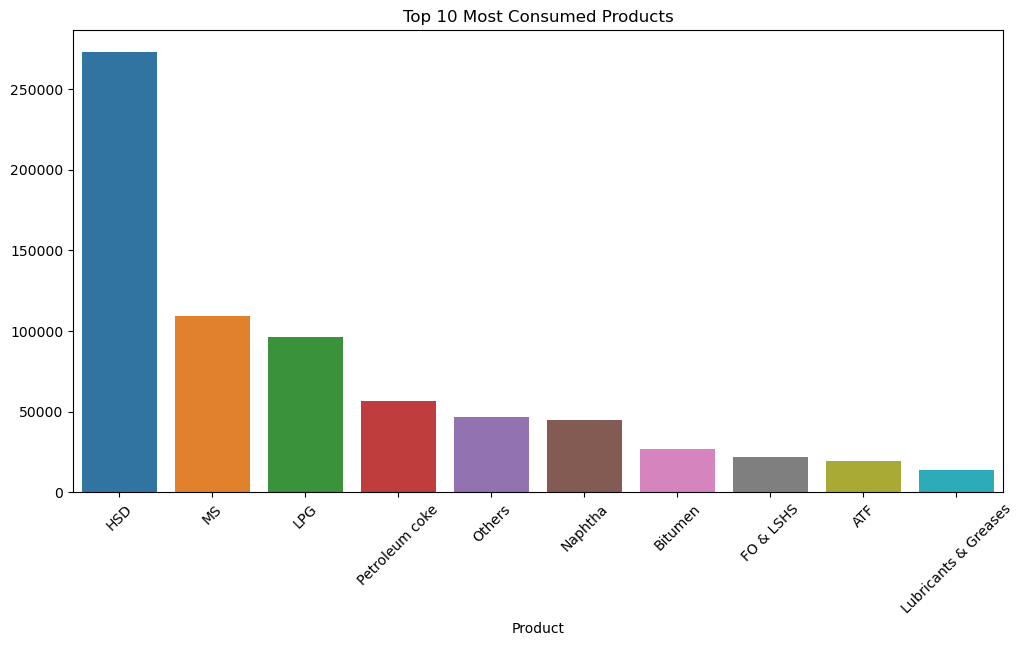 Top 10 Most Consumed Products
250000
200000
150000
100000
50000
0
HSD
MS
LPG
Petroleum coke
Others
Naphtha
Bitumen
FO & LSHS
ATF
Lubricants & Greases
Product